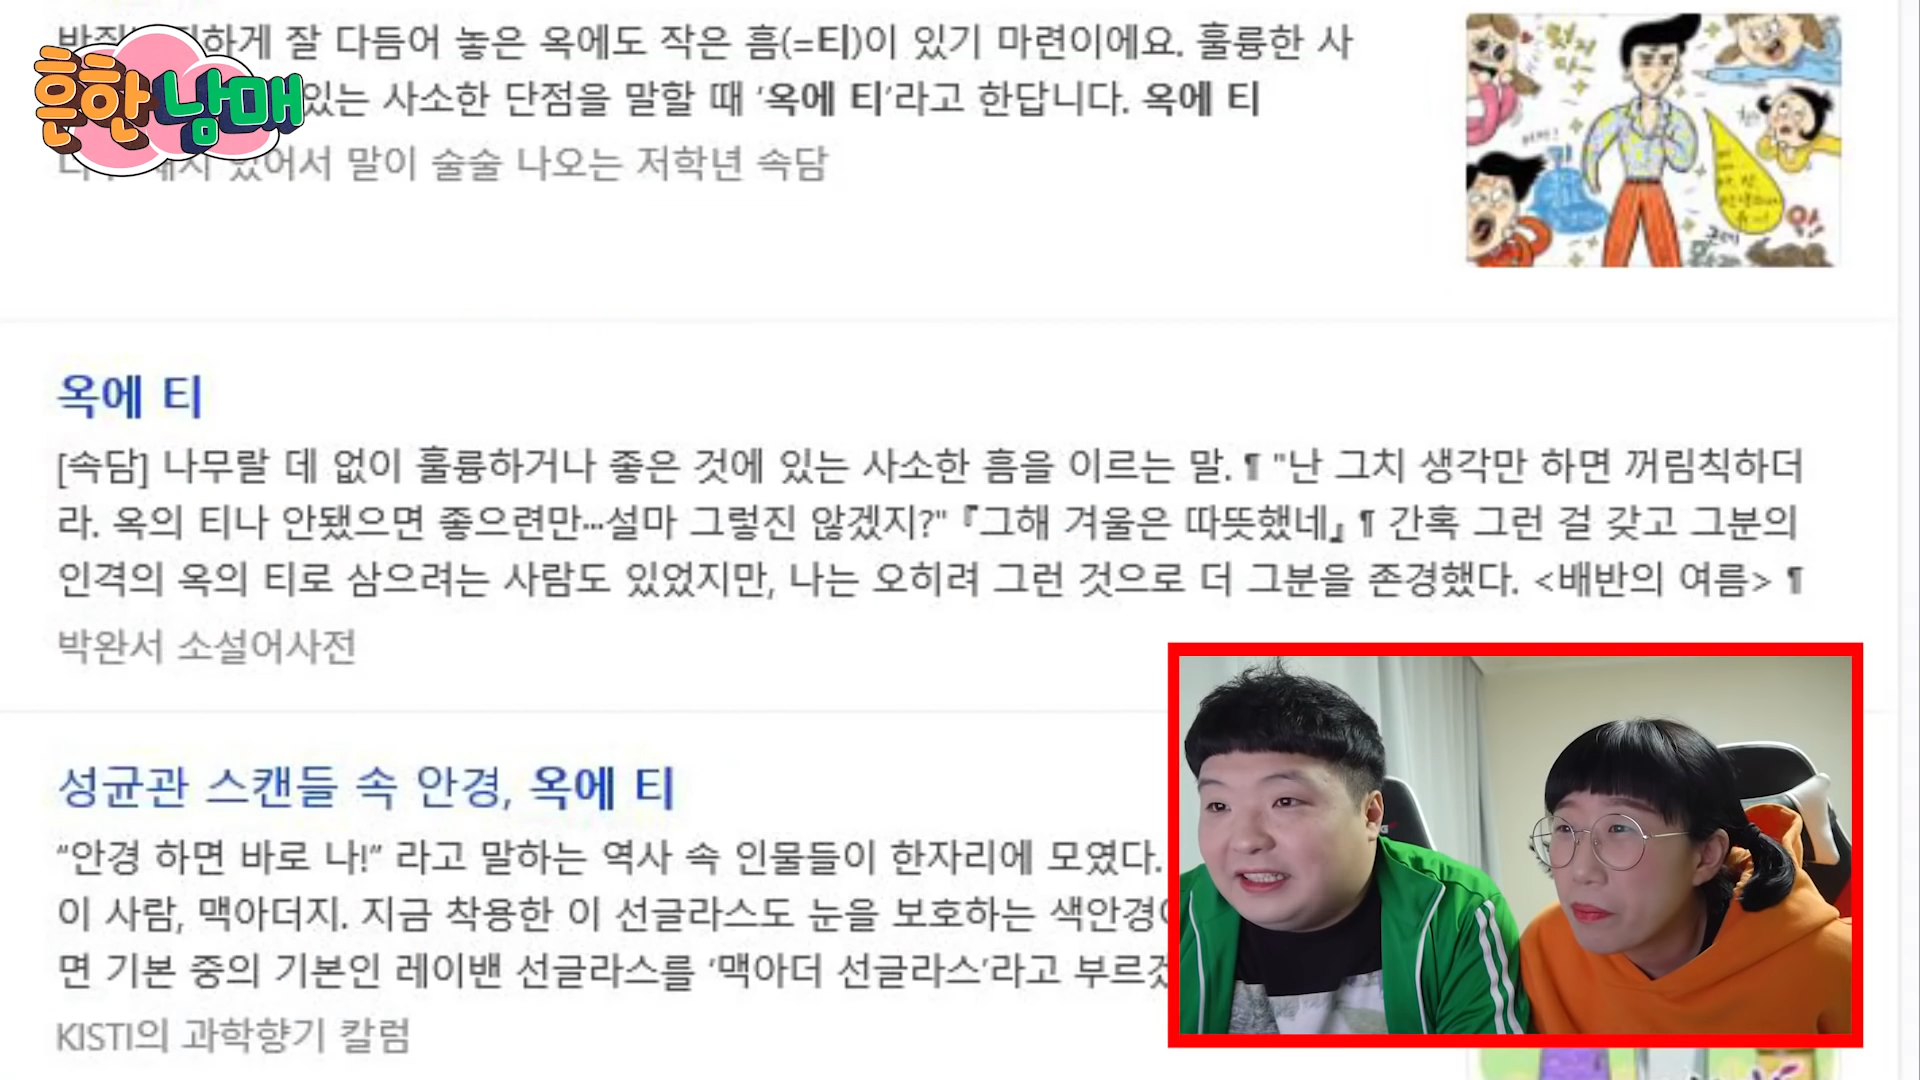 흔한남매
하게 잘 다듬어 놓은 옥에도 작은 흠(=티)이 있기 마련이에요. 훌륭한 사
있는 사소한 단점을 말할 때 '옥에 티'라고 한답니다. 옥에 티
있어서 말이 술술 나오는 저학년 속담
옥에 티
[속담] 나무랄 데 없이 훌륭하거나 좋은 것에 있는 사소한 흠을 이르는 말. ¶ "난 그치 생각만 하면 꺼림칙하더
라. 옥의 티나 안됐으면 좋으련만…설마 그렇진 않겠지?" 『그해 겨울은 따뜻했네』 ¶ 간혹 그런 걸 갖고 그분의
인격의 옥의 티로 삼으려는 사람도 있었지만, 나는 오히려 그런 것으로 더 그분을 존경했다. <배반의 여름> ¶
박완서 소설어사전
성균관 스캔들 속 안경, 옥에 티
“안경 하면 바로 나!” 라고 말하는 역사 속 인물들이 한자리에 모였다.
이 사람, 맥아더지. 지금 착용한 이 선글라스도 눈을 보호하는
면 기본 중의 기본인 레이밴 선글라스를 ‘맥아더 선글라스’라고
KISTI의 과학향기 칼럼